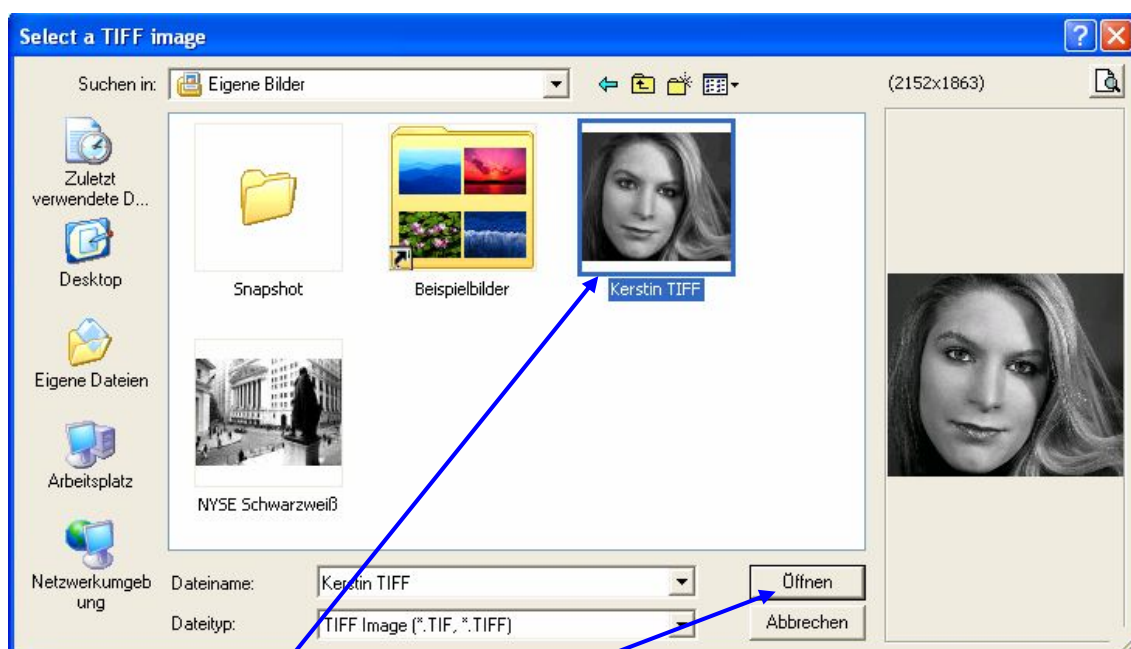 Select a TIFF image
Suchen in:
Eigene Bilder
(2152x1863)
Zuletzt
verwendete D...
Desktop
Eigene Dateien
Arbeitsplatz
Netzwerkumgeb
ung
Snapshot
Beispielbilder
Kerstin TIFF
NYSE Schwarzweiß
Dateiname:
Kerstin TIFF
Öffnen
Dateityp:
TIFF Image (*.TIF, *.TIFF)
Abbrechen